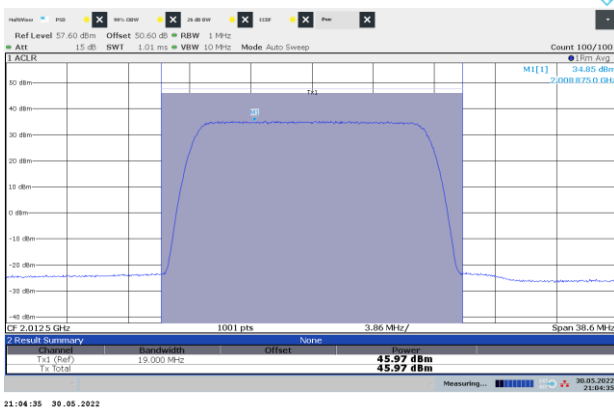 MultiView PSD 99% OBW 26 dB BW CCDF Pwr
Ref Level 57.60 dBm Offset 50.60 dB RBW 1 MHz
Att 15 dB SWT 1.01 ms VBW 10 MHz Mode Auto Sweep Count 100/100
1 ACLR 1Rm Avg
M1[1] 34.85 dBm
2.0088750 GHz
Tx1
50 dBm
M1
40 dBm
30 dBm
20 dBm
10 dBm
0 dBm
-10 dBm
-20 dBm
-30 dBm
-40 dBm
CF 2.0125 GHz 1001 pts 3.86 MHz/ Span 38.6 MHz
2 Result Summary None
Channel Bandwidth Offset Power
Tx1 (Ref) 19.000 MHz 45.97 dBm
Tx Total 45.97 dBm
Measuring... 30.05.2022
21:04:35
21:04:35 30.05.2022